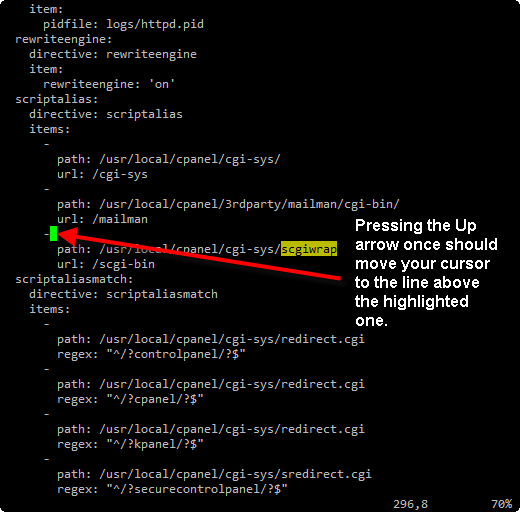 item:
pidfile: logs/httpd.pid
rewriteengine:
directive: rewriteengine
item:
rewriteengine: 'on'
scriptalias:
directive: scriptalias
items:
-
path: /usr/local/cpanel/cgi-sys/
url: /cgi-sys
-
path: /usr/local/cpanel/3rdparty/mailman/cgi-bin/
url: /mailman
-
path: /usr/local/cpanel/cgi-sys/scgiwrap
url: /scgi-bin
Pressing the Up
arrow once should
move your cursor
to the line above
the highlighted
one.
scriptaliasmatch:
directive: scriptaliasmatch
items:
-
path: /usr/local/cpanel/cgi-sys/redirect.cgi
regex: "^/?controlpanel/?$"
-
path: /usr/local/cpanel/cgi-sys/redirect.cgi
regex: "^/?cpanel/?$"
-
path: /usr/local/cpanel/cgi-sys/redirect.cgi
regex: "^/?kpanel/?$"
-
path: /usr/local/cpanel/cgi-sys/sredirect.cgi
regex: "^/?securecontrolpanel/?$"
296,8 70%